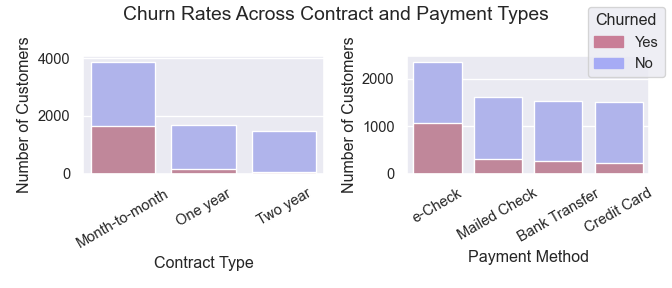 Churn Rates Across Contract and Payment Types
Churned
Yes
No
Number of Customers
4000
2000
0
Month-to-month
One year
Two year
Contract Type
Number of Customers
2000
1000
0
e-Check
Mailed Check
Bank Transfer
Credit Card
Payment Method